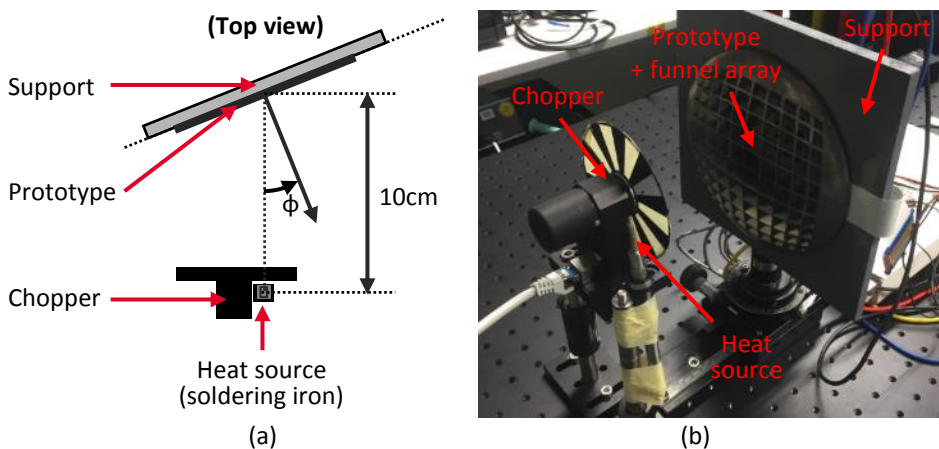 (Top view)
Support
Prototype
ϕ
10cm
Chopper
Heat source
(soldering iron)
(a)
Prototype
+ funnel array
Support
Chopper
Heat
source
(b)